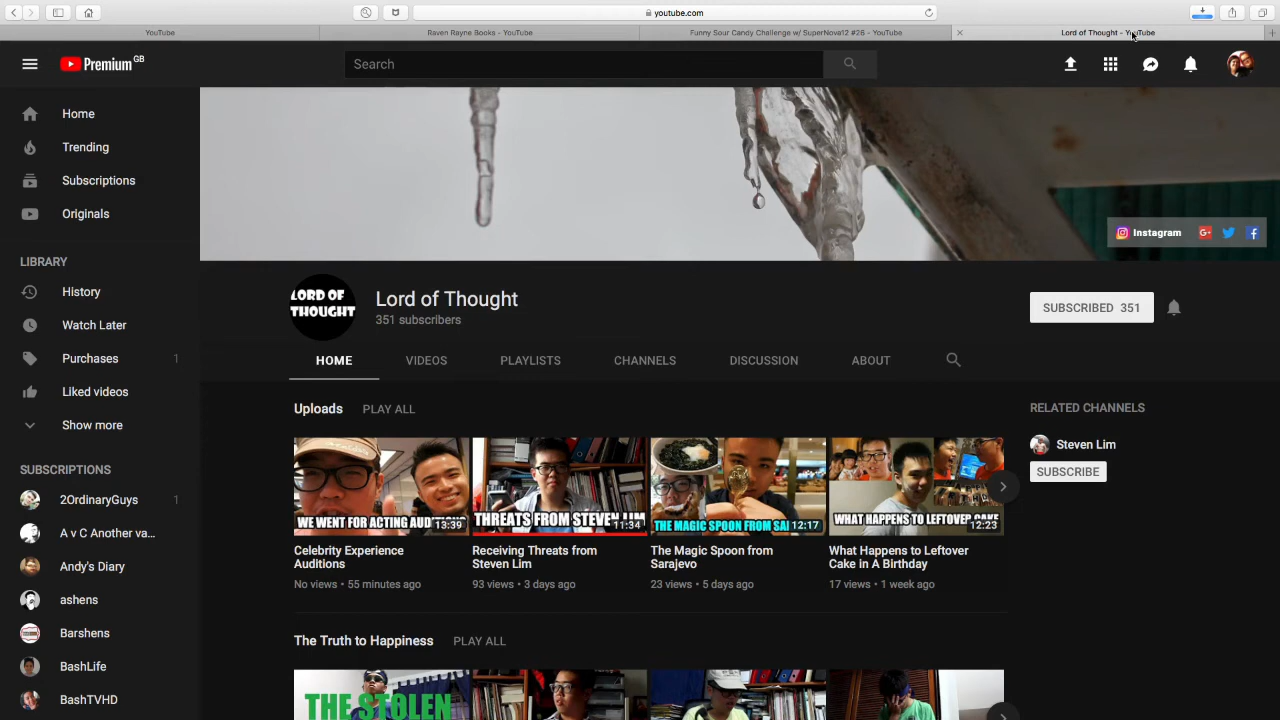 youtube.com
YouTube
Raven Rayne Books - YouTube
Funny Sour Candy Challenge w/ SuperNova12 #26 - YouTube
Lord of Thought - YouTube
Premium GB
Search
Home
Trending
Subscriptions
Originals
LIBRARY
History
Watch Later
Purchases 1
Liked videos
Show more
SUBSCRIPTIONS
2OrdinaryGuys 1
A v C Another va...
Andy's Diary
ashens
Barshens
BashLife
BashTVHD
Instagram
LORD OF
THOUGHT
Lord of Thought
351 subscribers
SUBSCRIBED 351
HOME
VIDEOS
PLAYLISTS
CHANNELS
DISCUSSION
ABOUT
Uploads PLAY ALL
WE WENT FOR ACTING
13:39
Celebrity Experience
Auditions
No views • 55 minutes ago
THREATS FROM STEVEN LIM
11:34
Receiving Threats from
Steven Lim
93 views • 3 days ago
THE MAGIC SPOON FROM
12:17
The Magic Spoon from
Sarajevo
23 views • 5 days ago
WHAT HAPPENS TO LEFTOVER CAKE
12:23
What Happens to Leftover
Cake in A Birthday
17 views • 1 week ago
RELATED CHANNELS
Steven Lim
SUBSCRIBE
The Truth to Happiness PLAY ALL
THE STOLEN